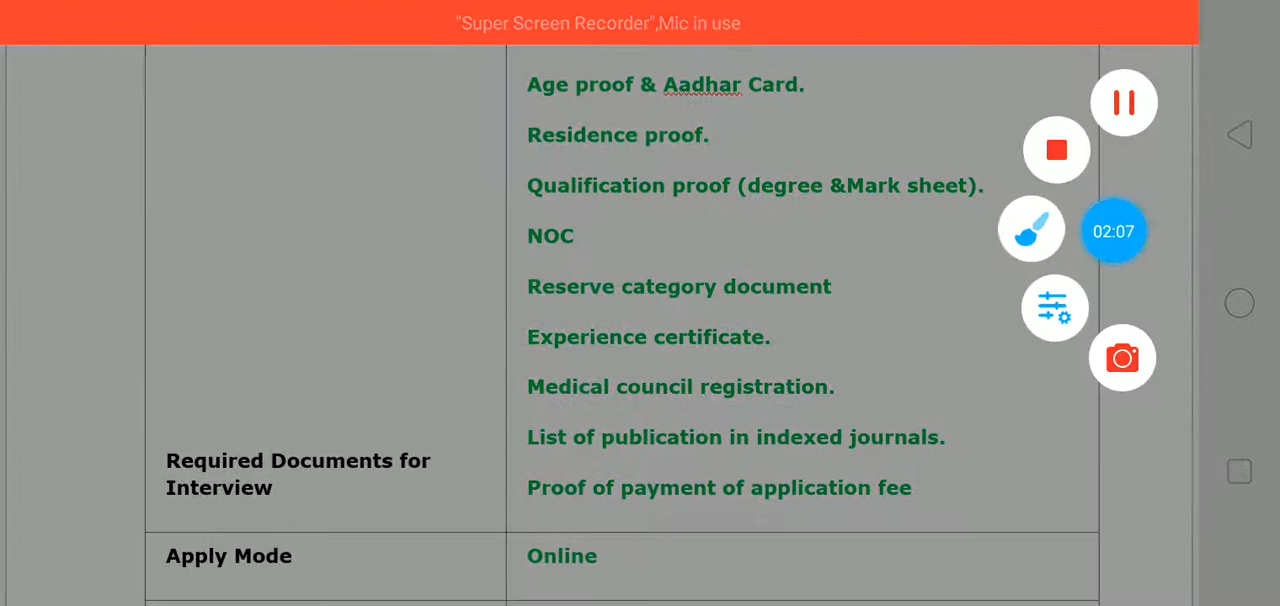 "Super Screen Recorder",Mic in use
Age proof & Aadhar Card.
Residence proof.
Qualification proof (degree &Mark sheet).
NOC
02:07
Reserve category document
Experience certificate.
Medical council registration.
List of publication in indexed journals.
Required Documents for
Interview
Proof of payment of application fee
Apply Mode
Online